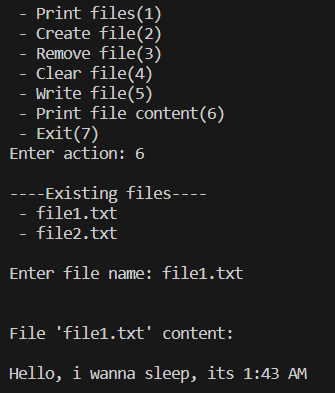 - Print files(1)
- Create file(2)
- Remove file(3)
- Clear file(4)
- Write file(5)
- Print file content(6)
- Exit(7)
Enter action: 6
----Existing files----
- file1.txt
- file2.txt
Enter file name: file1.txt
File 'file1.txt' content:
Hello, i wanna sleep, its 1:43 AM